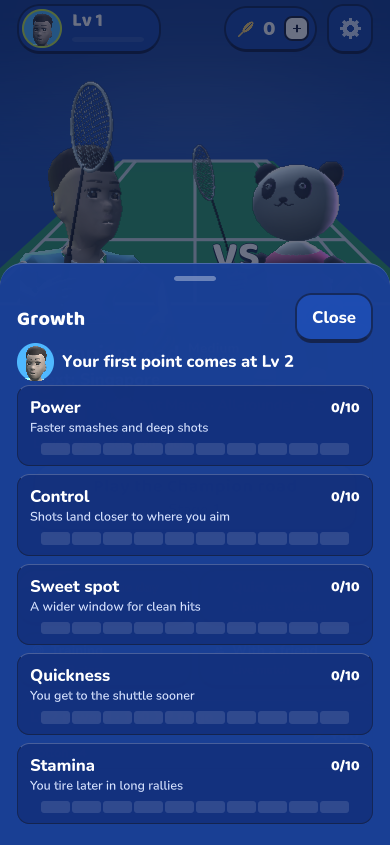 Lv 1
0
+
VS
Growth
Close
Your first point comes at Lv 2
Power
0/10
Faster smashes and deep shots
Control
0/10
Shots land closer to where you aim
Sweet spot
0/10
A wider window for clean hits
Quickness
0/10
You get to the shuttle sooner
Stamina
0/10
You tire later in long rallies